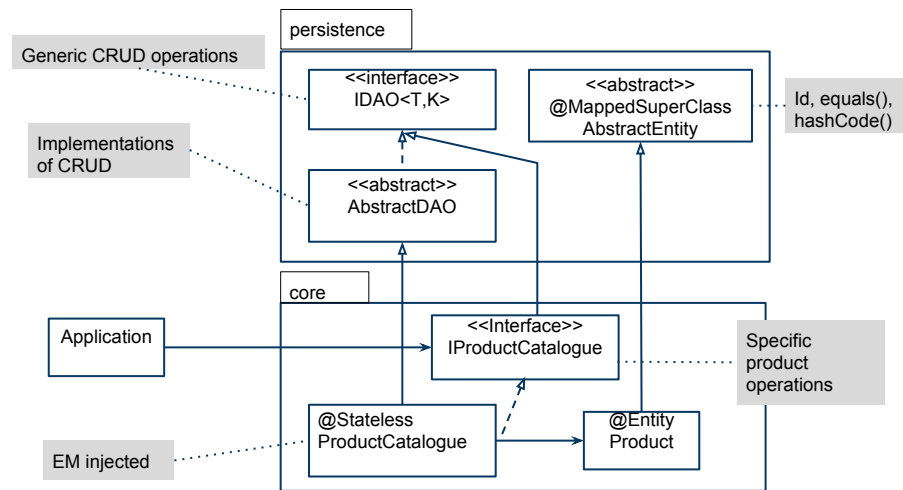 persistence
Generic CRUD operations
<<interface>>
IDAO<T,K>
<<abstract>>
@MappedSuperClass
AbstractEntity
Id, equals(),
hashCode()
Implementations
of CRUD
<<abstract>>
AbstractDAO
core
Application
<<Interface>>
IProductCatalogue
Specific
product
operations
@Stateless
ProductCatalogue
@Entity
Product
EM injected